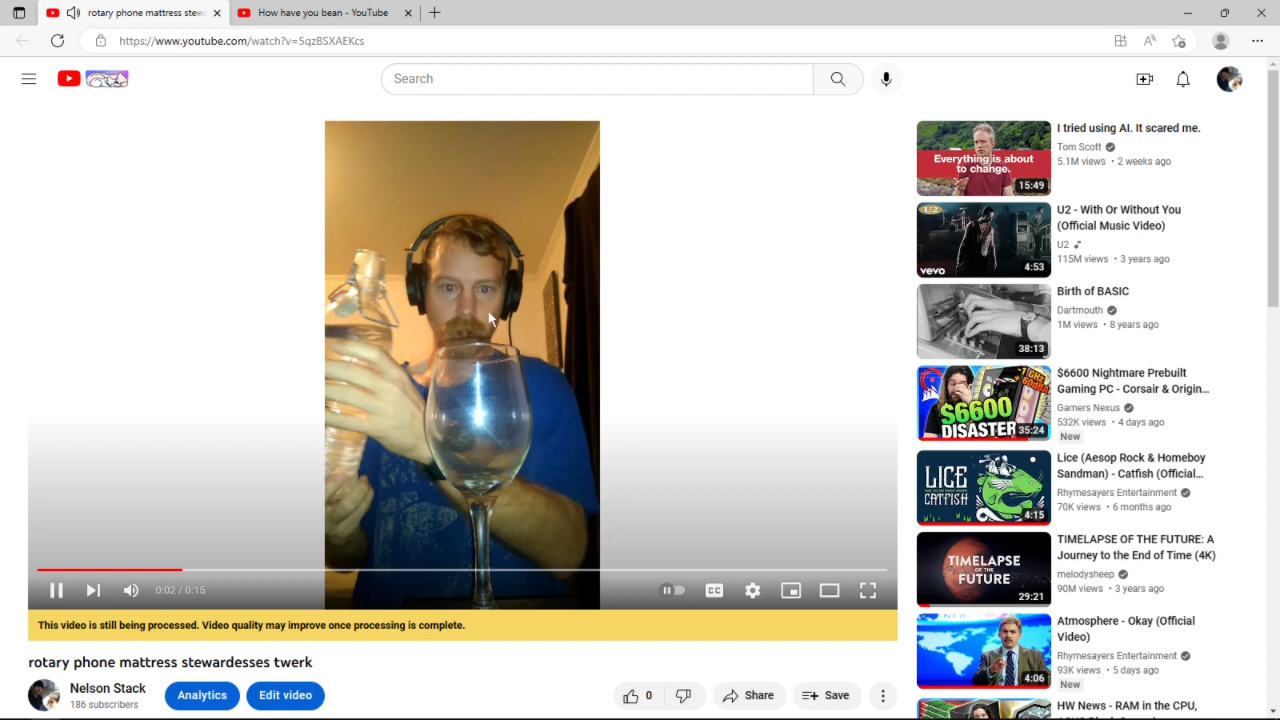 rotary phone mattress stew
How have you bean - YouTube
https://www.youtube.com/watch?v=5qzBSXAEKcs
Search
0:02 / 0:15
CC
This video is still being processed. Video quality may improve once processing is complete.
rotary phone mattress stewardesses twerk
Nelson Stack
186 subscribers
Analytics
Edit video
0
Share
Save
Everything is about
to change.
15:49
I tried using AI. It scared me.
Tom Scott
5.1M views • 2 weeks ago
U2
vevo
4:53
U2 - With Or Without You
(Official Music Video)
U2
115M views • 3 years ago
38:13
Birth of BASIC
Dartmouth
1M views • 8 years ago
$6600
DISASTER
35:24
$6600 Nightmare Prebuilt
Gaming PC - Corsair & Origin...
Gamers Nexus
532K views • 4 days ago
New
LICE
CATFISH
4:15
Lice (Aesop Rock & Homeboy
Sandman) - Catfish (Official...
Rhymesayers Entertainment
70K views • 6 months ago
TIMELAPSE
OF THE
FUTURE
29:21
TIMELAPSE OF THE FUTURE: A
Journey to the End of Time (4K)
melodysheep
90M views • 3 years ago
4:06
Atmosphere - Okay (Official
Video)
Rhymesayers Entertainment
93K views • 5 days ago
New
HW News - RAM in the CPU,